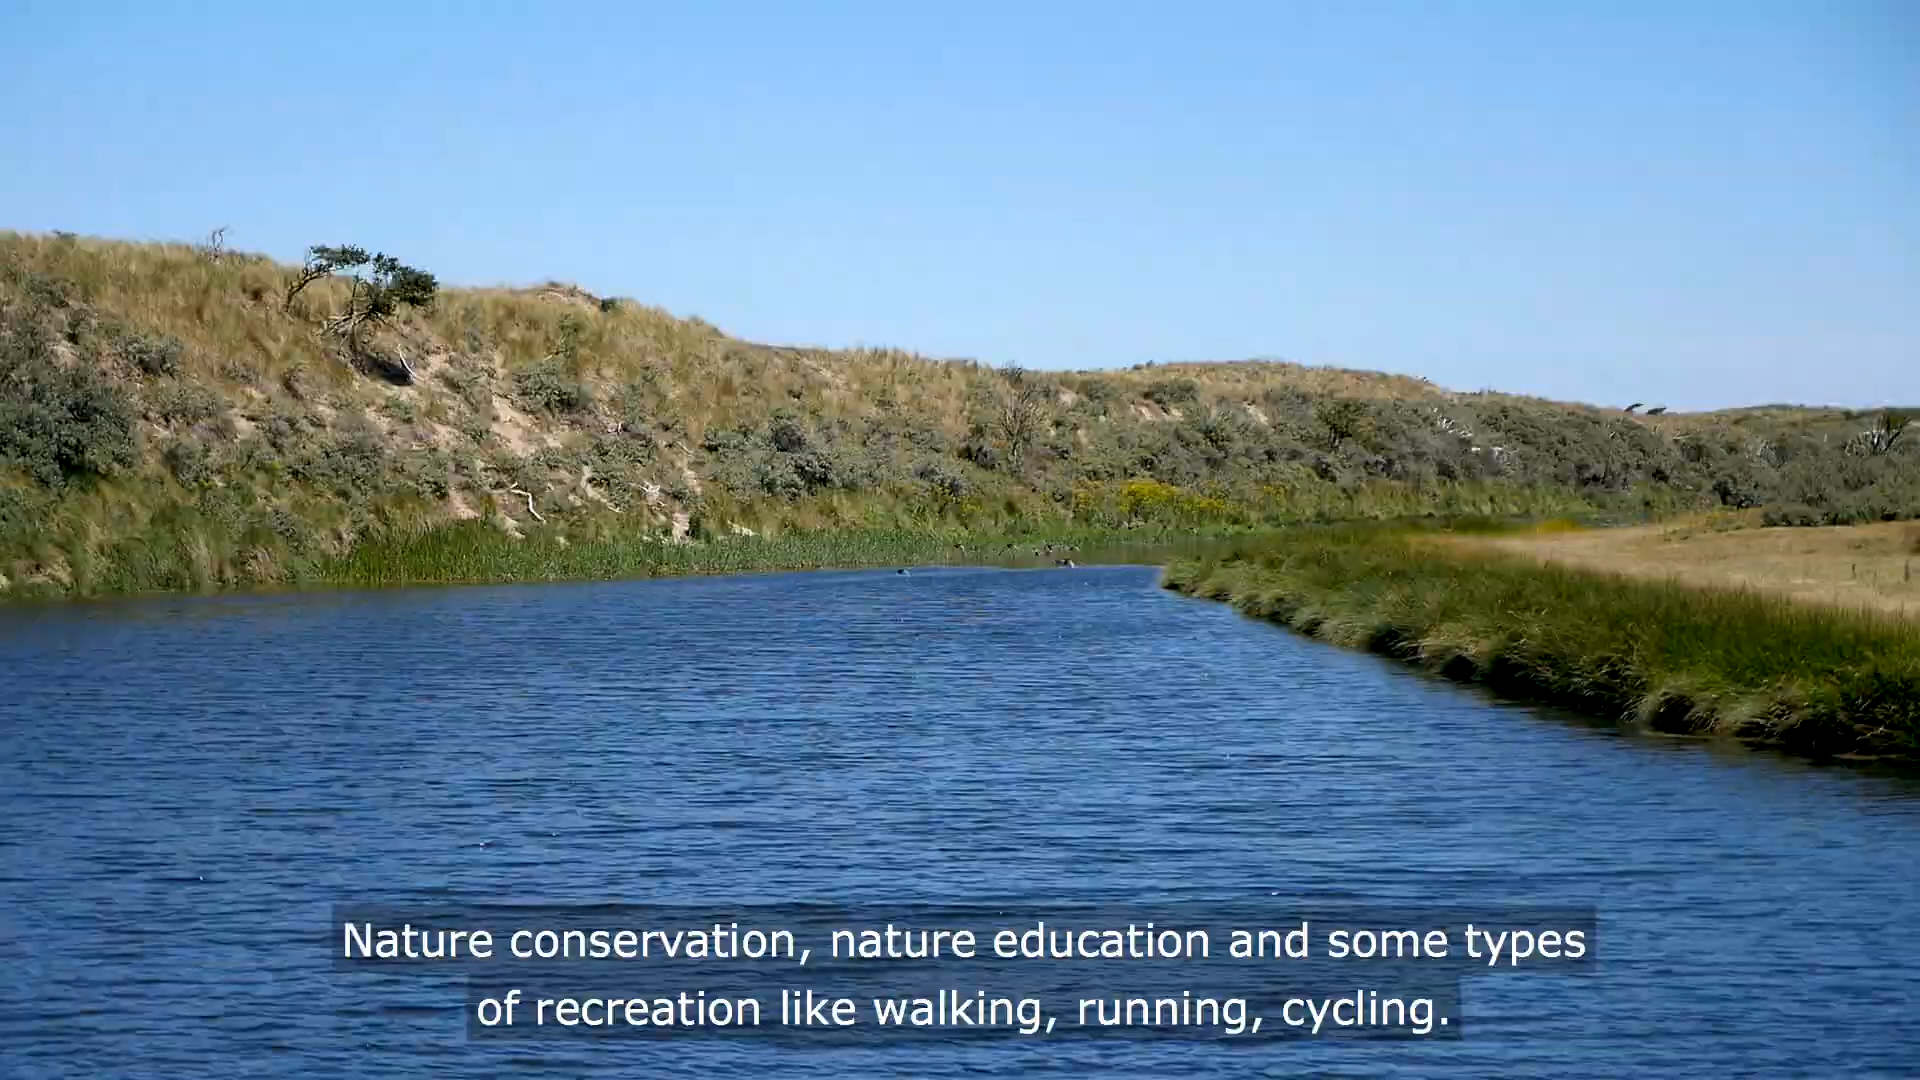 Nature conservation, nature education and some types
of recreation like walking, running, cycling.